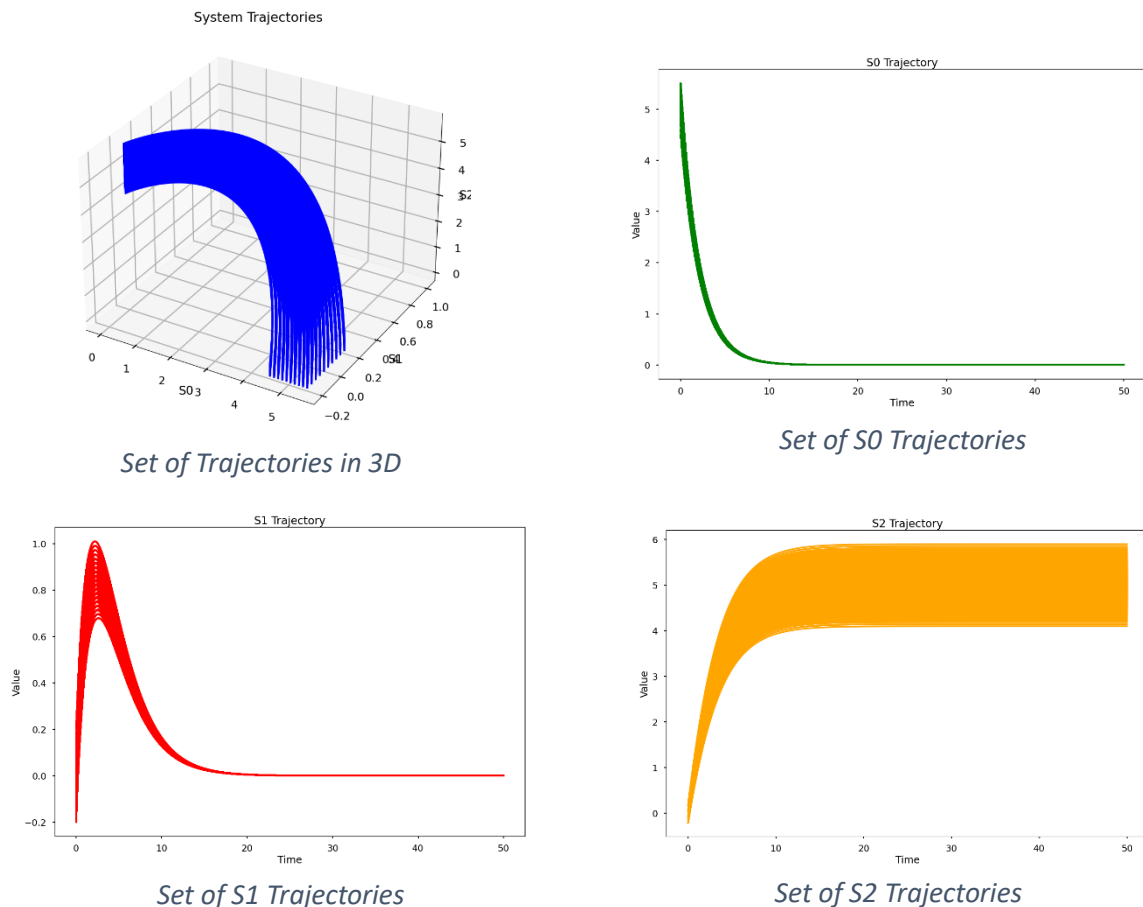 System Trajectories
5
4
3
S2
2
1
0
1.0
0.8
0.6
0.4
S1
0.2
0.0
−0.2
0
1
2
S0
3
4
5
Set of Trajectories in 3D
S0 Trajectory
5
4
3
2
1
0
Value
0 10 20 30 40 50
Time
Set of S0 Trajectories
S1 Trajectory
1.0
0.8
0.6
0.4
0.2
0.0
−0.2
Value
0 10 20 30 40 50
Time
Set of S1 Trajectories
S2 Trajectory
6
5
4
3
2
1
0
Value
0 10 20 30 40 50
Time
Set of S2 Trajectories